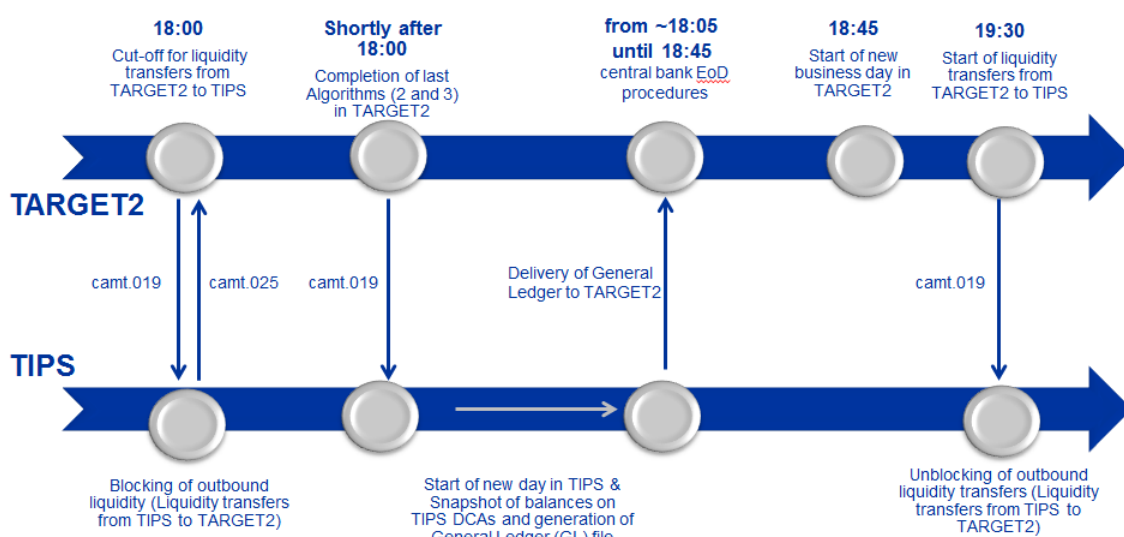 18:00
Cut-off for liquidity
transfers from
TARGET2 to TIPS
Shortly after
18:00
Completion of last
Algorithms (2 and 3)
in TARGET2
from ~18:05
until 18:45
central bank EoD
procedures
18:45
Start of new
business day in
TARGET2
19:30
Start of liquidity
transfers from
TARGET2 to TIPS
TARGET2
camt.019
camt.025
camt.019
Delivery of General
Ledger to TARGET2
camt.019
TIPS
Blocking of outbound
liquidity (Liquidity transfers
from TIPS to TARGET2)
Start of new day in TIPS &
Snapshot of balances on
TIPS DCAs and generation of
General Ledger (GL) file
Unblocking of outbound
liquidity transfers (Liquidity
transfers from TIPS to
TARGET2)